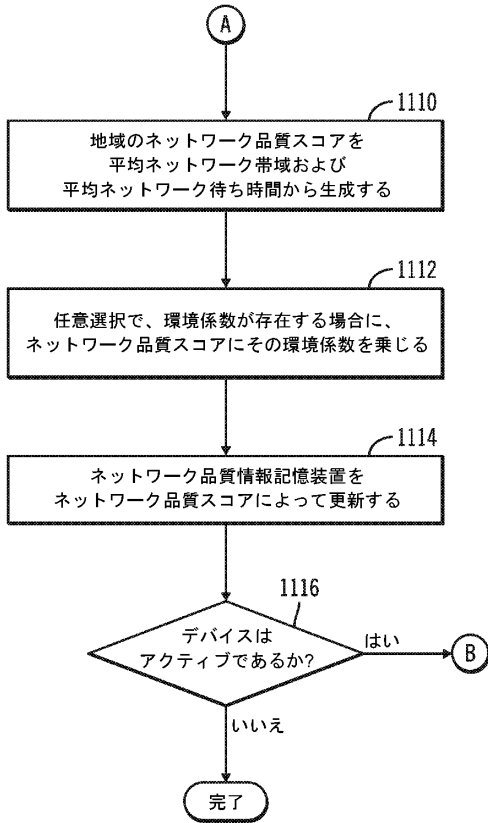 A
1110
地域のネットワーク品質スコアを
平均ネットワーク帯域および
平均ネットワーク待ち時間から生成する
1112
任意選択で、環境係数が存在する場合に、
ネットワーク品質スコアにその環境係数を乗じる
1114
ネットワーク品質情報記憶装置を
ネットワーク品質スコアによって更新する
1116
デバイスは
アクティブであるか?
はい
B
いいえ
完了